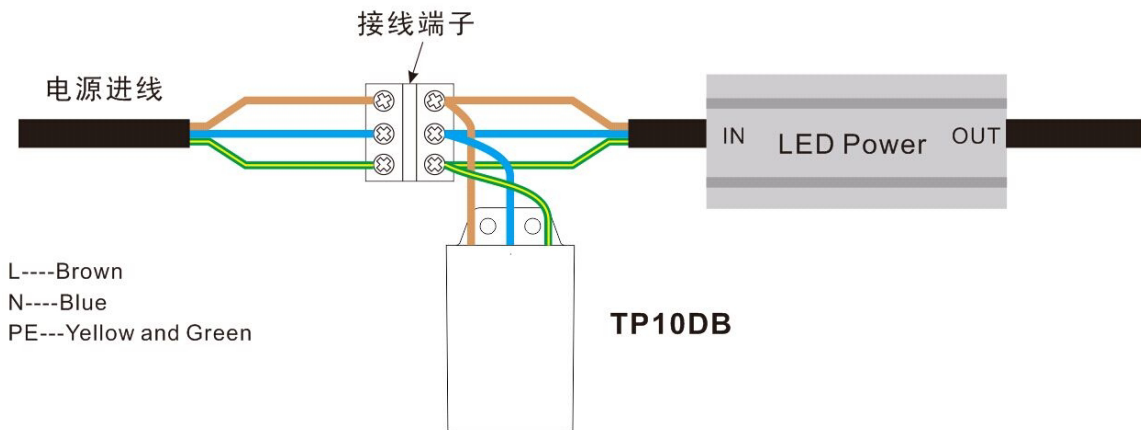 接线端子
电源进线
IN
LED Power
OUT
L----Brown
N----Blue
PE---Yellow and Green
TP10DB